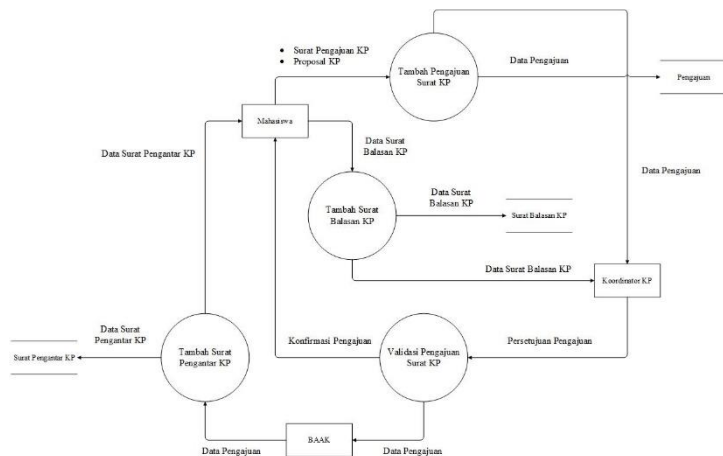 Surat Pengajuan KP
Proposal KP
Tambah Pengajuan
Surat KP
Data Pengajuan
Pengajuan
Mahasiswa
Data Surat
Balasan KP
Data Surat Pengantar KP
Data Pengajuan
Tambah Surat
Balasan KP
Data Surat
Balasan KP
Surat Balasan KP
Data Surat Balasan KP
Koordinator KP
Data Surat
Pengantar KP
Surat Pengantar KP
Tambah Surat
Pengantar KP
Konfirmasi Pengajuan
Validasi Pengajuan
Surat KP
Persetujuan Pengajuan
BAAK
Data Pengajuan
Data Pengajuan